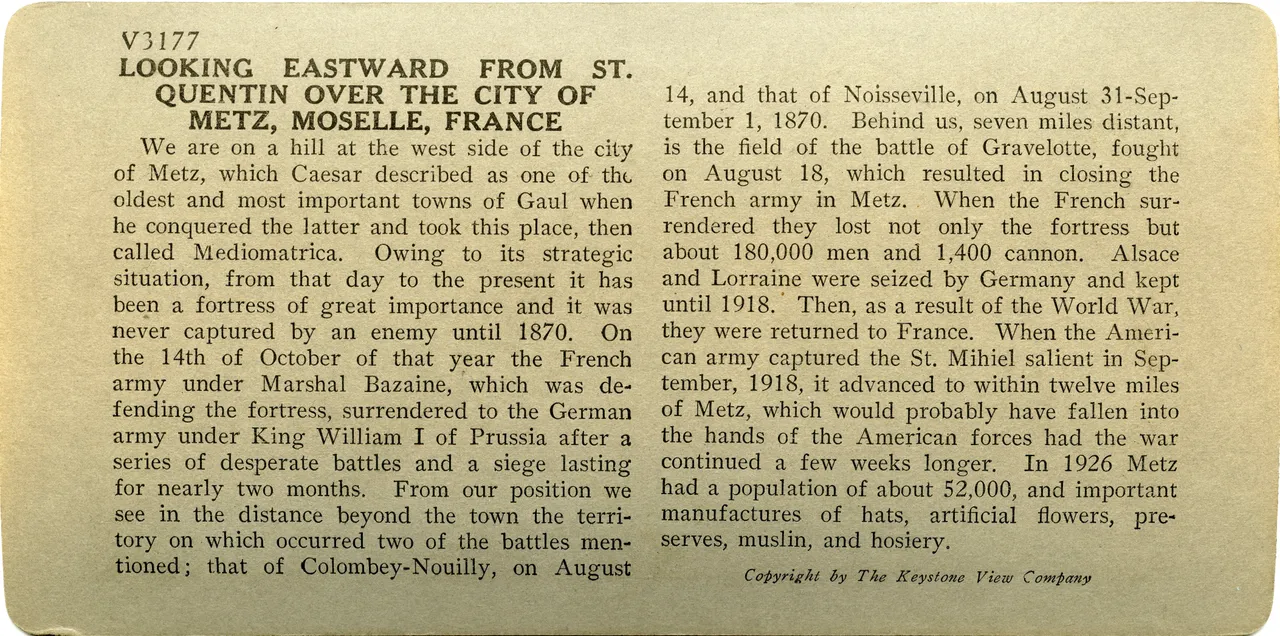 V3177
LOOKING EASTWARD FROM ST.
QUENTIN OVER THE CITY OF
METZ, MOSELLE, FRANCE
We are on a hill at the west side of the city
of Metz, which Caesar described as one of the
oldest and most important towns of Gaul when
he conquered the latter and took this place, then
called Mediomatrica. Owing to its strategic
situation, from that day to the present it has
been a fortress of great importance and it was
never captured by an enemy until 1870. On
the 14th of October of that year the French
army under Marshal Bazaine, which was de-
fending the fortress, surrendered to the German
army under King William I of Prussia after a
series of desperate battles and a siege lasting
for nearly two months. From our position we
see in the distance beyond the town the terri-
tory on which occurred two of the battles men-
tioned; that of Colombey-Nouilly, on August
14, and that of Noisseville, on August 31-Sep-
tember 1, 1870. Behind us, seven miles distant,
is the field of the battle of Gravelotte, fought
on August 18, which resulted in closing the
French army in Metz. When the French sur-
rendered they lost not only the fortress but
about 180,000 men and 1,400 cannon. Alsace
and Lorraine were seized by Germany and kept
until 1918. Then, as a result of the World War,
they were returned to France. When the Ameri-
can army captured the St. Mihiel salient in Sep-
tember, 1918, it advanced to within twelve miles
of Metz, which would probably have fallen into
the hands of the American forces had the war
continued a few weeks longer. In 1926 Metz
had a population of about 52,000, and important
manufactures of hats, artificial flowers, pre-
serves, muslin, and hosiery.
Copyright by The Keystone View Company